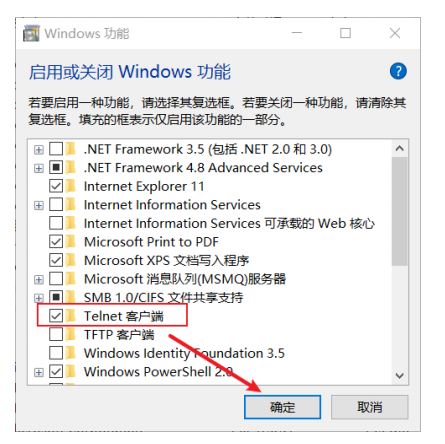 Windows 功能
启用或关闭 Windows 功能
若要启用一种功能，请选择其复选框。若要关闭一种功能，请清除其
复选框。填充的框表示仅启用该功能的一部分。
.NET Framework 3.5 (包括 .NET 2.0 和 3.0)
.NET Framework 4.8 Advanced Services
Internet Explorer 11
Internet Information Services
Internet Information Services 可承载的 Web 核心
Microsoft Print to PDF
Microsoft XPS 文档写入程序
Microsoft 消息队列(MSMQ)服务器
SMB 1.0/CIFS 文件共享支持
Telnet 客户端
TFTP 客户端
Windows Identity Foundation 3.5
Windows PowerShell 2.0
确定
取消